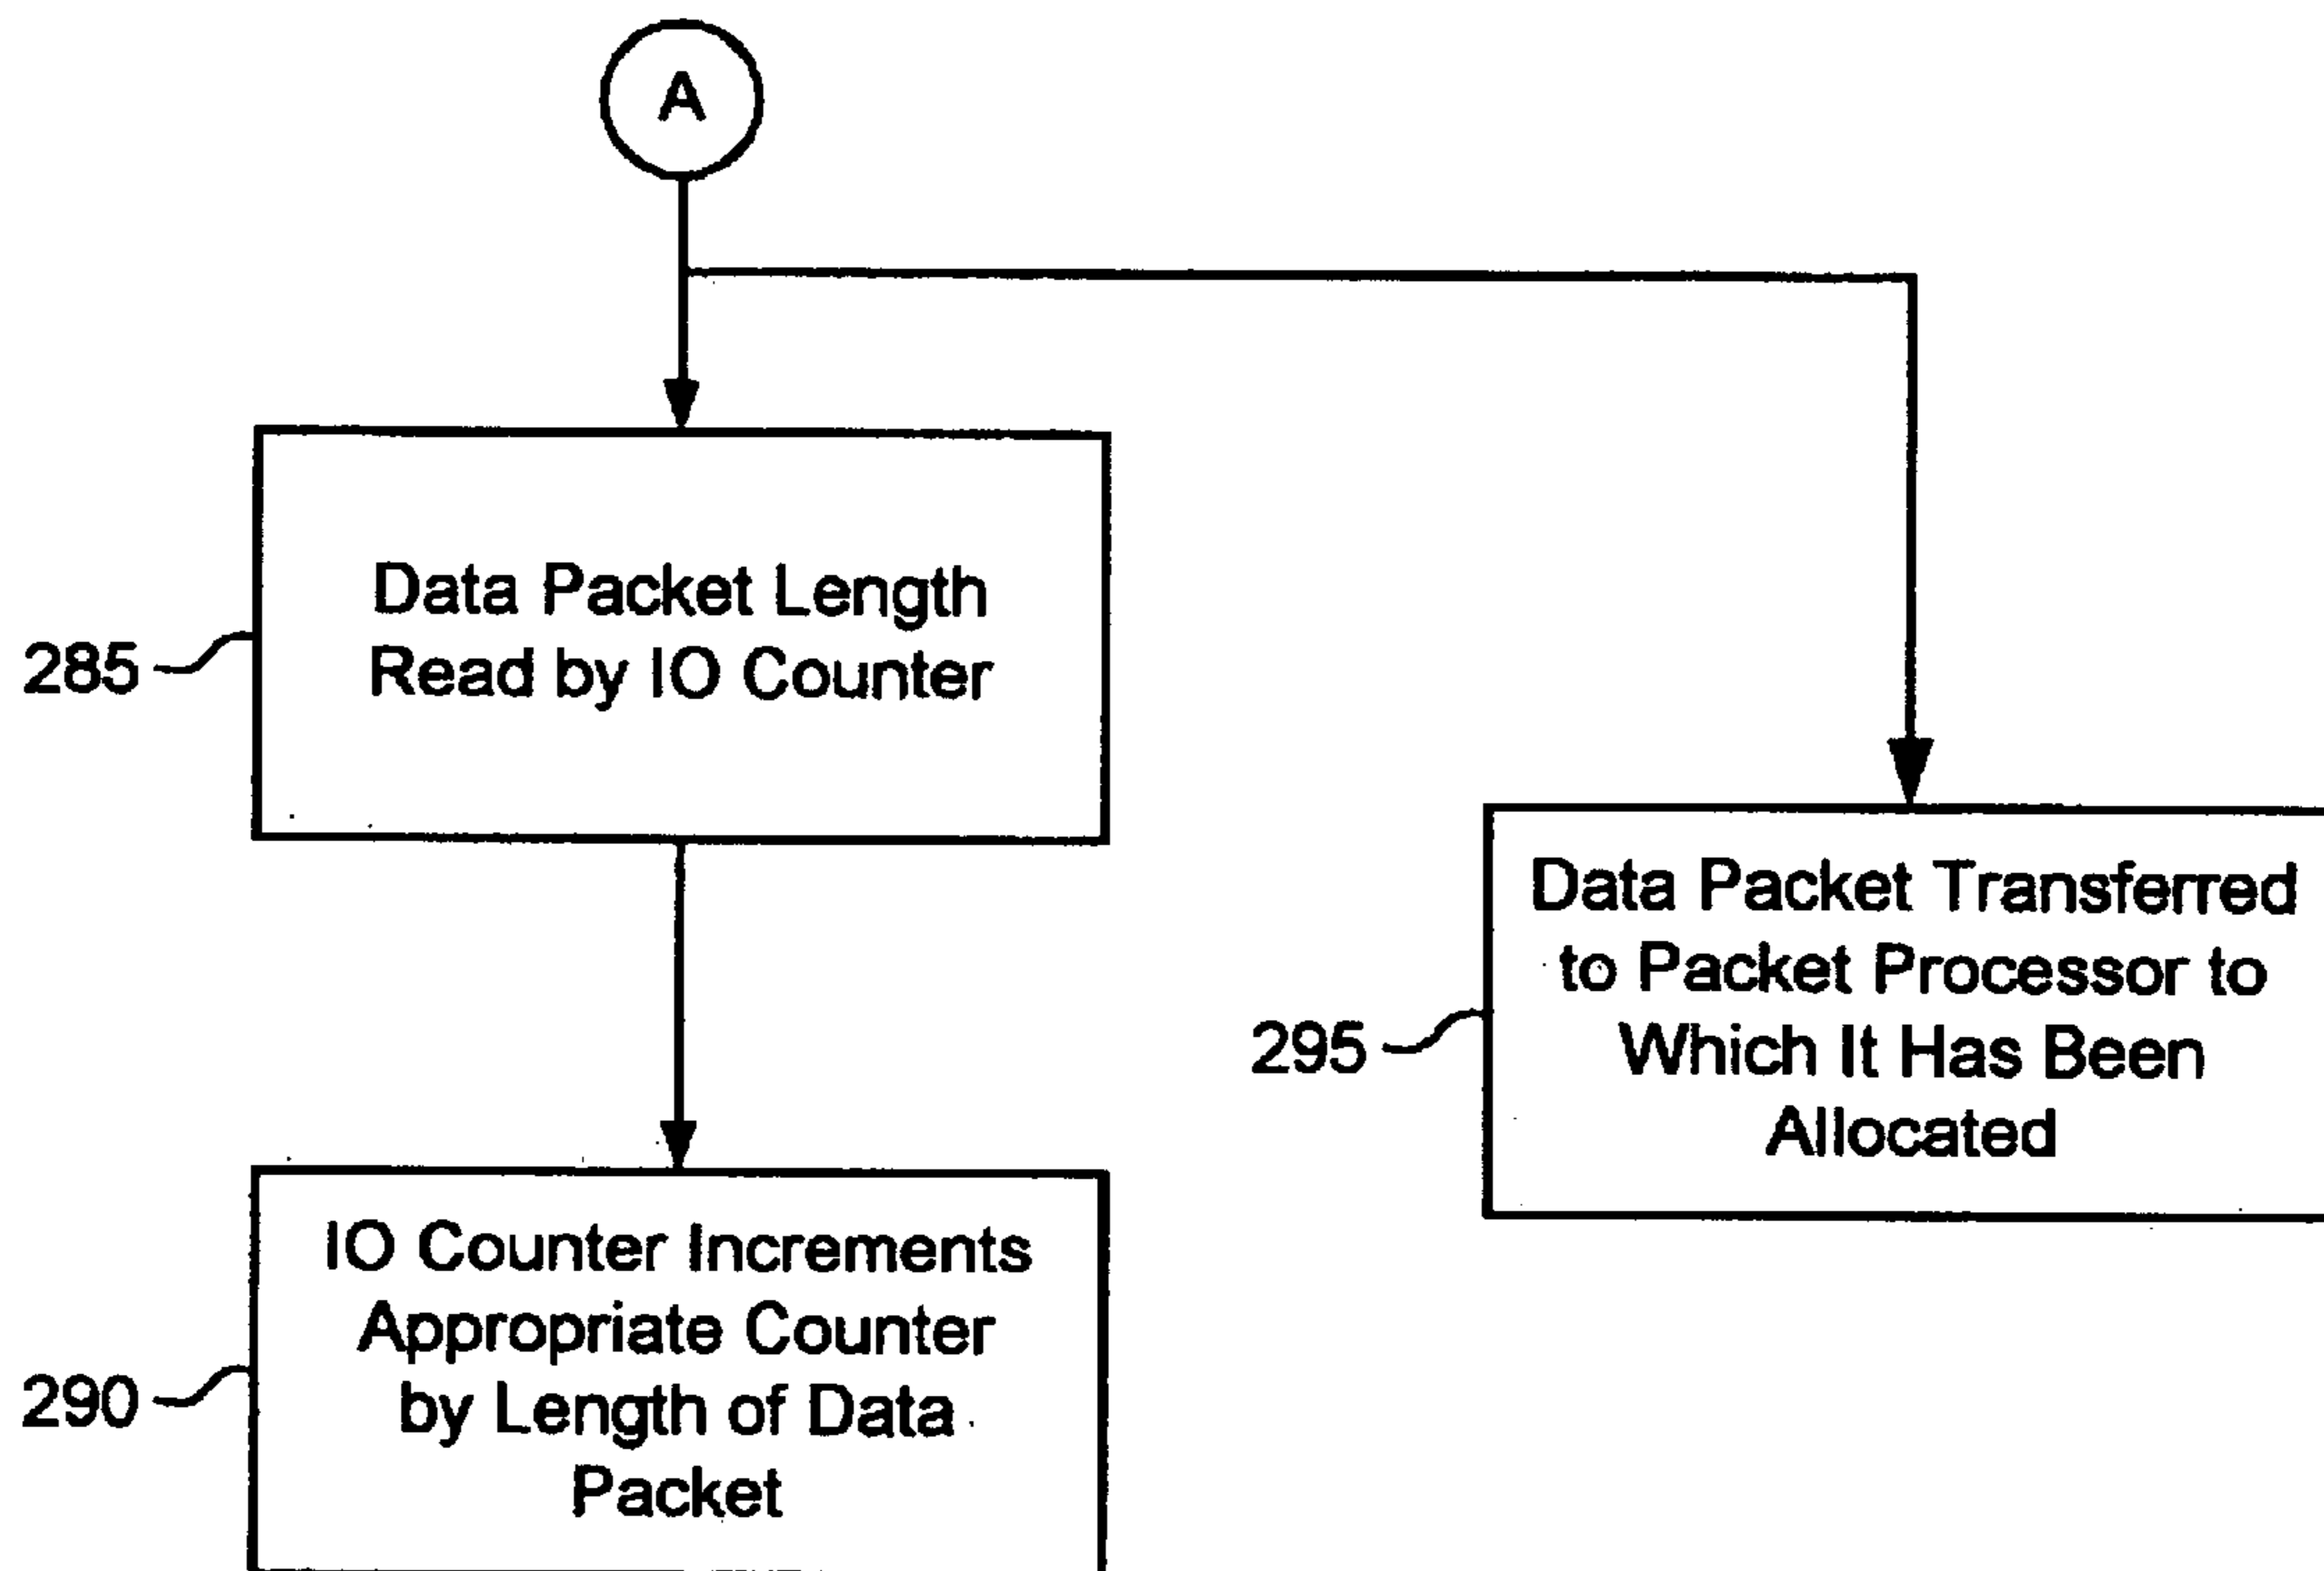 A
Data Packet Length
Read by IO Counter
285
Data Packet Transferred
to Packet Processor to
Which It Has Been
Allocated
295
IO Counter Increments
Appropriate Counter
by Length of Data
Packet
290